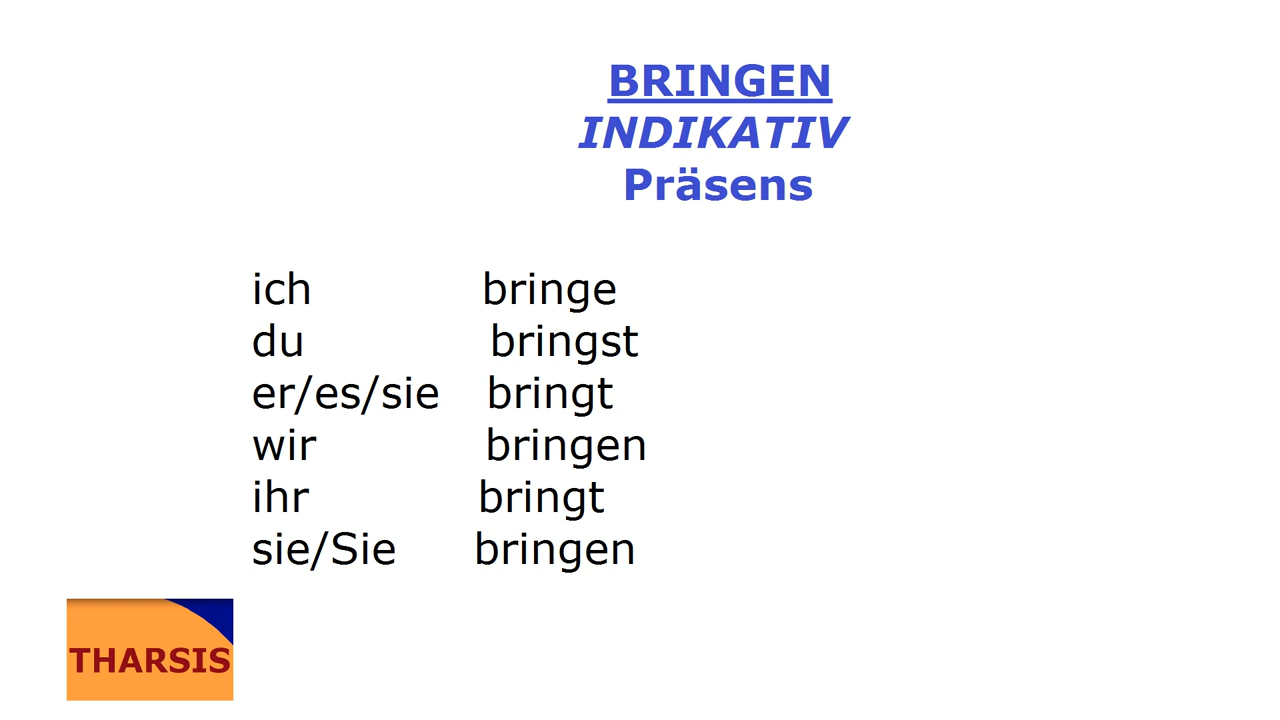 BRINGEN
INDIKATIV
Präsens
ich bringe
du bringst
er/es/sie bringt
wir bringen
ihr bringt
sie/Sie bringen
THARSIS